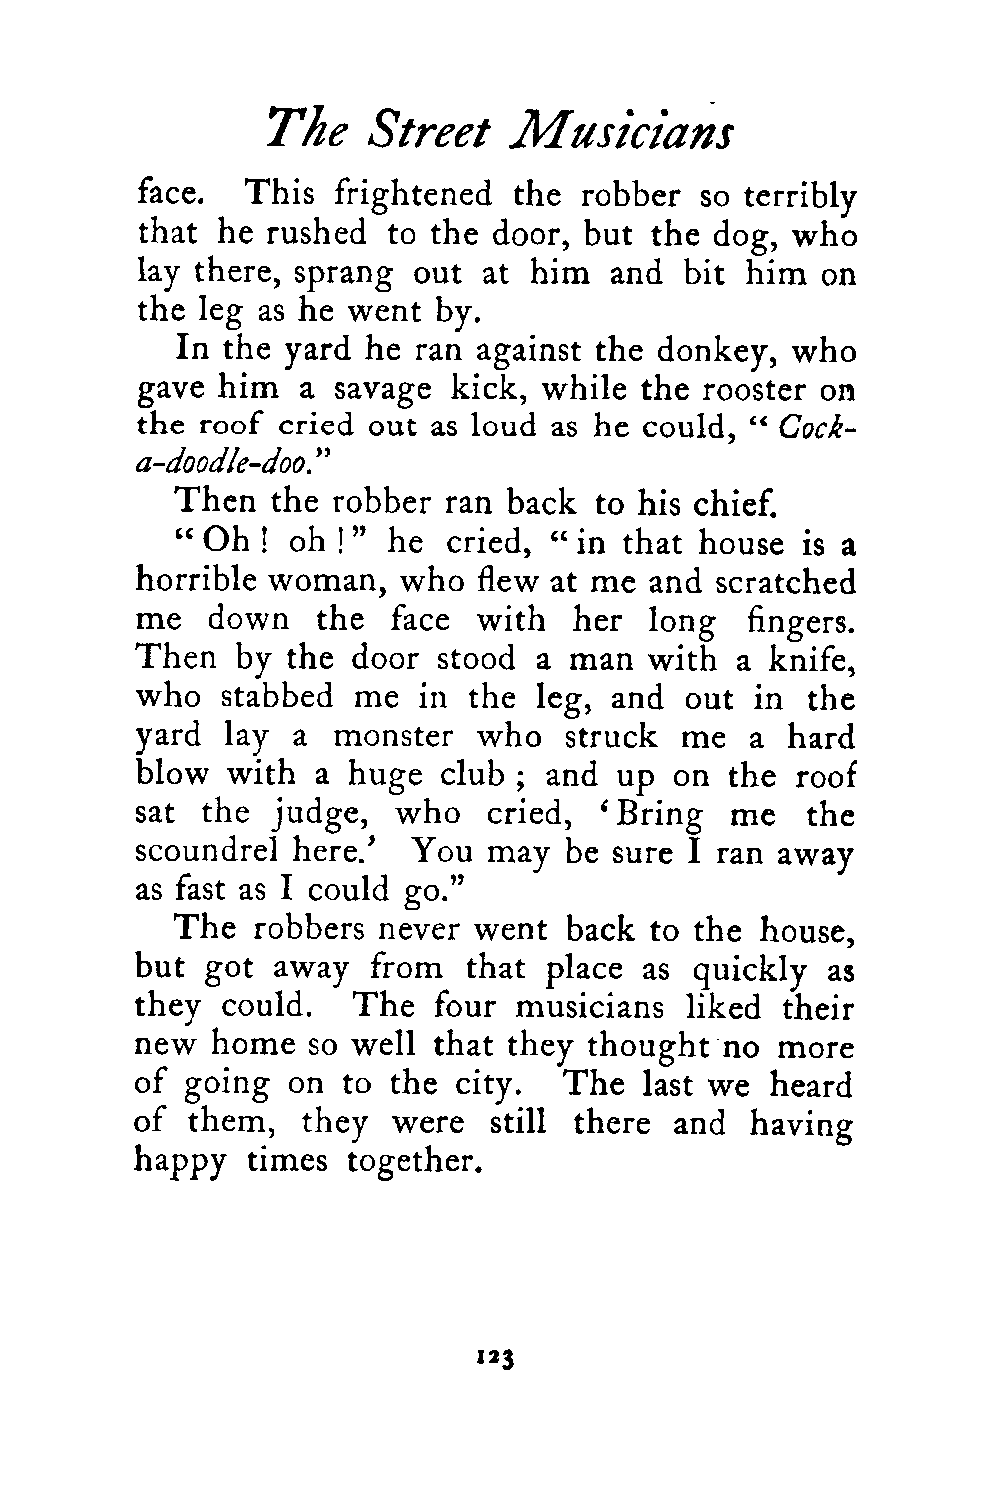 The Street Musicians
face. This frightened the robber so terribly
that he rushed to the door, but the dog, who
lay there, sprang out at him and bit him on
the leg as he went by.
In the yard he ran against the donkey, who
gave him a savage kick, while the rooster on
the roof cried out as loud as he could, “ Cock-
a-doodle-doo.”
Then the robber ran back to his chief.
“ Oh ! oh ! ” he cried, “ in that house is a
horrible woman, who flew at me and scratched
me down the face with her long fingers.
Then by the door stood a man with a knife,
who stabbed me in the leg, and out in the
yard lay a monster who struck me a hard
blow with a huge club ; and up on the roof
sat the judge, who cried, ‘ Bring me the
scoundrel here.’ You may be sure I ran away
as fast as I could go.”
The robbers never went back to the house,
but got away from that place as quickly as
they could. The four musicians liked their
new home so well that they thought no more
of going on to the city. The last we heard
of them, they were still there and having
happy times together.
123